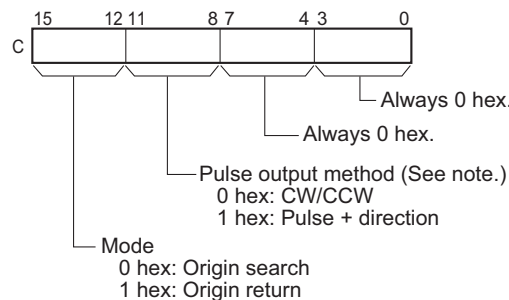 15 12 11 8 7 4 3 0
C
Always 0 hex.
Always 0 hex.
Pulse output method (See note.)
0 hex: CW/CCW
1 hex: Pulse + direction
Mode
0 hex: Origin search
1 hex: Origin return